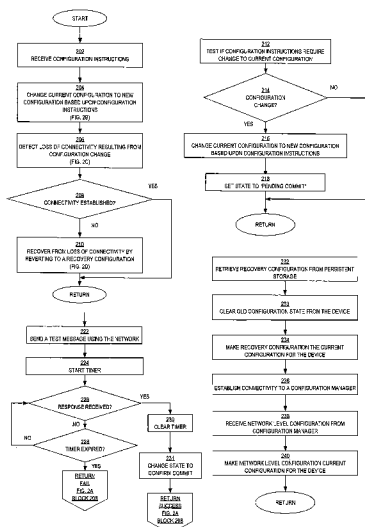 START
202
RECEIVE CONFIGURATION INSTRUCTIONS
204
CHANGE CURRENT CONFIGURATION TO NEW
CONFIGURATION BASED UPON CONFIGURATION
INSTRUCTIONS
(FIG. 2B)
206
DETECT LOSS OF CONNECTIVITY RESULTING FROM
CONFIGURATION CHANGE
(FIG. 2C)
208
CONNECTIVITY ESTABLISHED?
YES
NO
210
RECOVER FROM LOSS OF CONNECTIVITY BY
REVERTING TO A RECOVERY CONFIGURATION
(FIG. 2D)
RETURN
212
TEST IF CONFIGURATION INSTRUCTIONS REQUIRE
CHANGE TO CURRENT CONFIGURATION
214
CONFIGURATION
CHANGE?
NO
YES
216
CHANGE CURRENT CONFIGURATION TO NEW CONFIGURATION
BASED UPON CONFIGURATION INSTRUCTIONS
218
SET STATE TO 'PENDING COMMIT'
RETURN
222
SEND A TEST MESSAGE USING THE NETWORK
224
START TIMER
226
RESPONSE RECEIVED?
YES
NO
228
TIMER EXPIRED?
NO
YES
RETURN
FAIL
FIG. 2A
BLOCK 208
230
CLEAR TIMER
231
CHANGE STATE TO
CONFIRM COMMIT
RETURN
SUCCESS
FIG. 2A
BLOCK 208
232
RETRIEVE RECOVERY CONFIGURATION FROM PERSISTENT
STORAGE
233
CLEAR OLD CONFIGURATION STATE FROM THE DEVICE
234
MAKE RECOVERY CONFIGURATION THE CURRENT
CONFIGURATION FOR THE DEVICE
236
ESTABLISH CONNECTIVITY TO A CONFIGURATION MANAGER
238
RECEIVE NETWORK LEVEL CONFIGURATION FROM
CONFIGURATION MANAGER
240
MAKE NETWORK LEVEL CONFIGURATION CURRENT
CONFIGURATION FOR THE DEVICE
RETURN